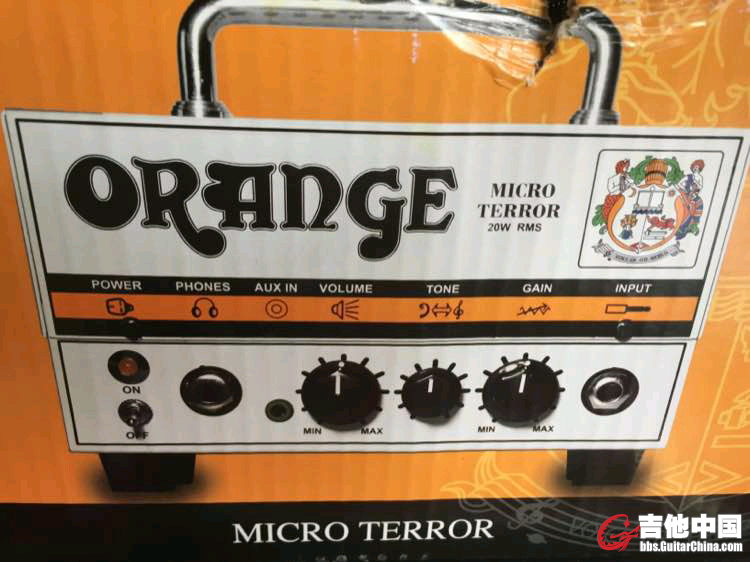 ORANGE
MICRO
TERROR
20W RMS
POWER PHONES AUX IN VOLUME TONE GAIN INPUT
ON
OFF
MIN MAX MIN MAX
MICRO TERROR
吉他中国
bbs.GuitarChina.com